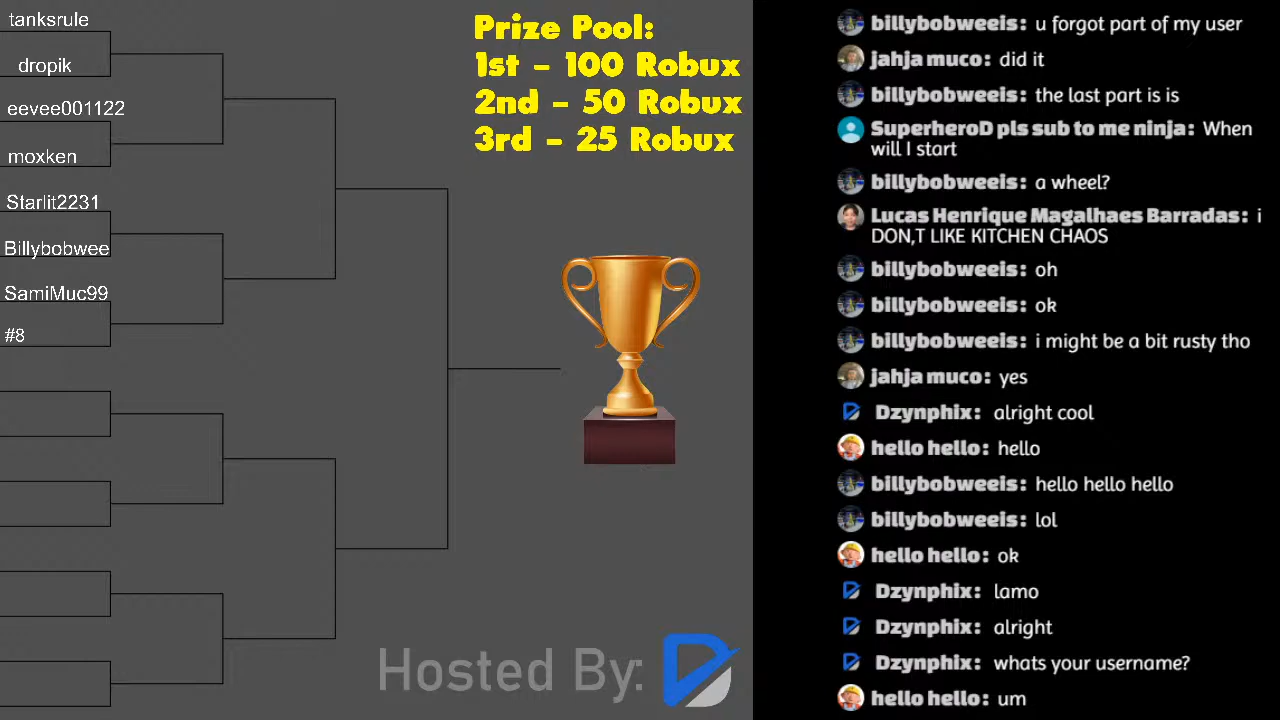 tanksrule
dropik
eevee001122
moxken
Starlit2231
Billybobwee
SamiMuc99
#8
Prize Pool:
1st – 100 Robux
2nd – 50 Robux
3rd – 25 Robux
Hosted By:
billybobweeis: u forgot part of my user
jahja muco: did it
billybobweeis: the last part is is
SuperheroD pls sub to me ninja: When
will I start
billybobweeis: a wheel?
Lucas Henrique Magalhaes Barradas: i
DON,T LIKE KITCHEN CHAOS
billybobweeis: oh
billybobweeis: ok
billybobweeis: i might be a bit rusty tho
jahja muco: yes
Dzynphix: alright cool
hello hello: hello
billybobweeis: hello hello hello
billybobweeis: lol
hello hello: ok
Dzynphix: lamo
Dzynphix: alright
Dzynphix: whats your username?
hello hello: um